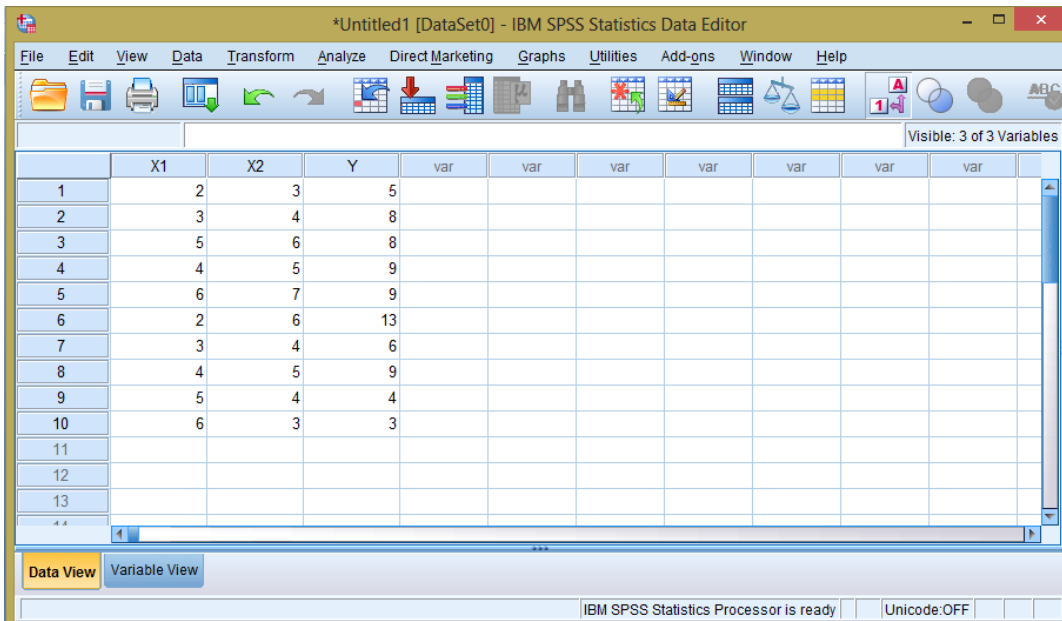 *Untitled1 [DataSet0] - IBM SPSS Statistics Data Editor
File Edit View Data Transform Analyze Direct Marketing Graphs Utilities Add-ons Window Help
A
14
μ
ABC
Visible: 3 of 3 Variables
X1 X2 Y var var var var var var var
1 2 3 5
2 3 4 8
3 5 6 8
4 4 5 9
5 6 7 9
6 2 6 13
7 3 4 6
8 4 5 9
9 5 4 4
10 6 3 3
11
12
13
Data View Variable View
IBM SPSS Statistics Processor is ready Unicode:OFF